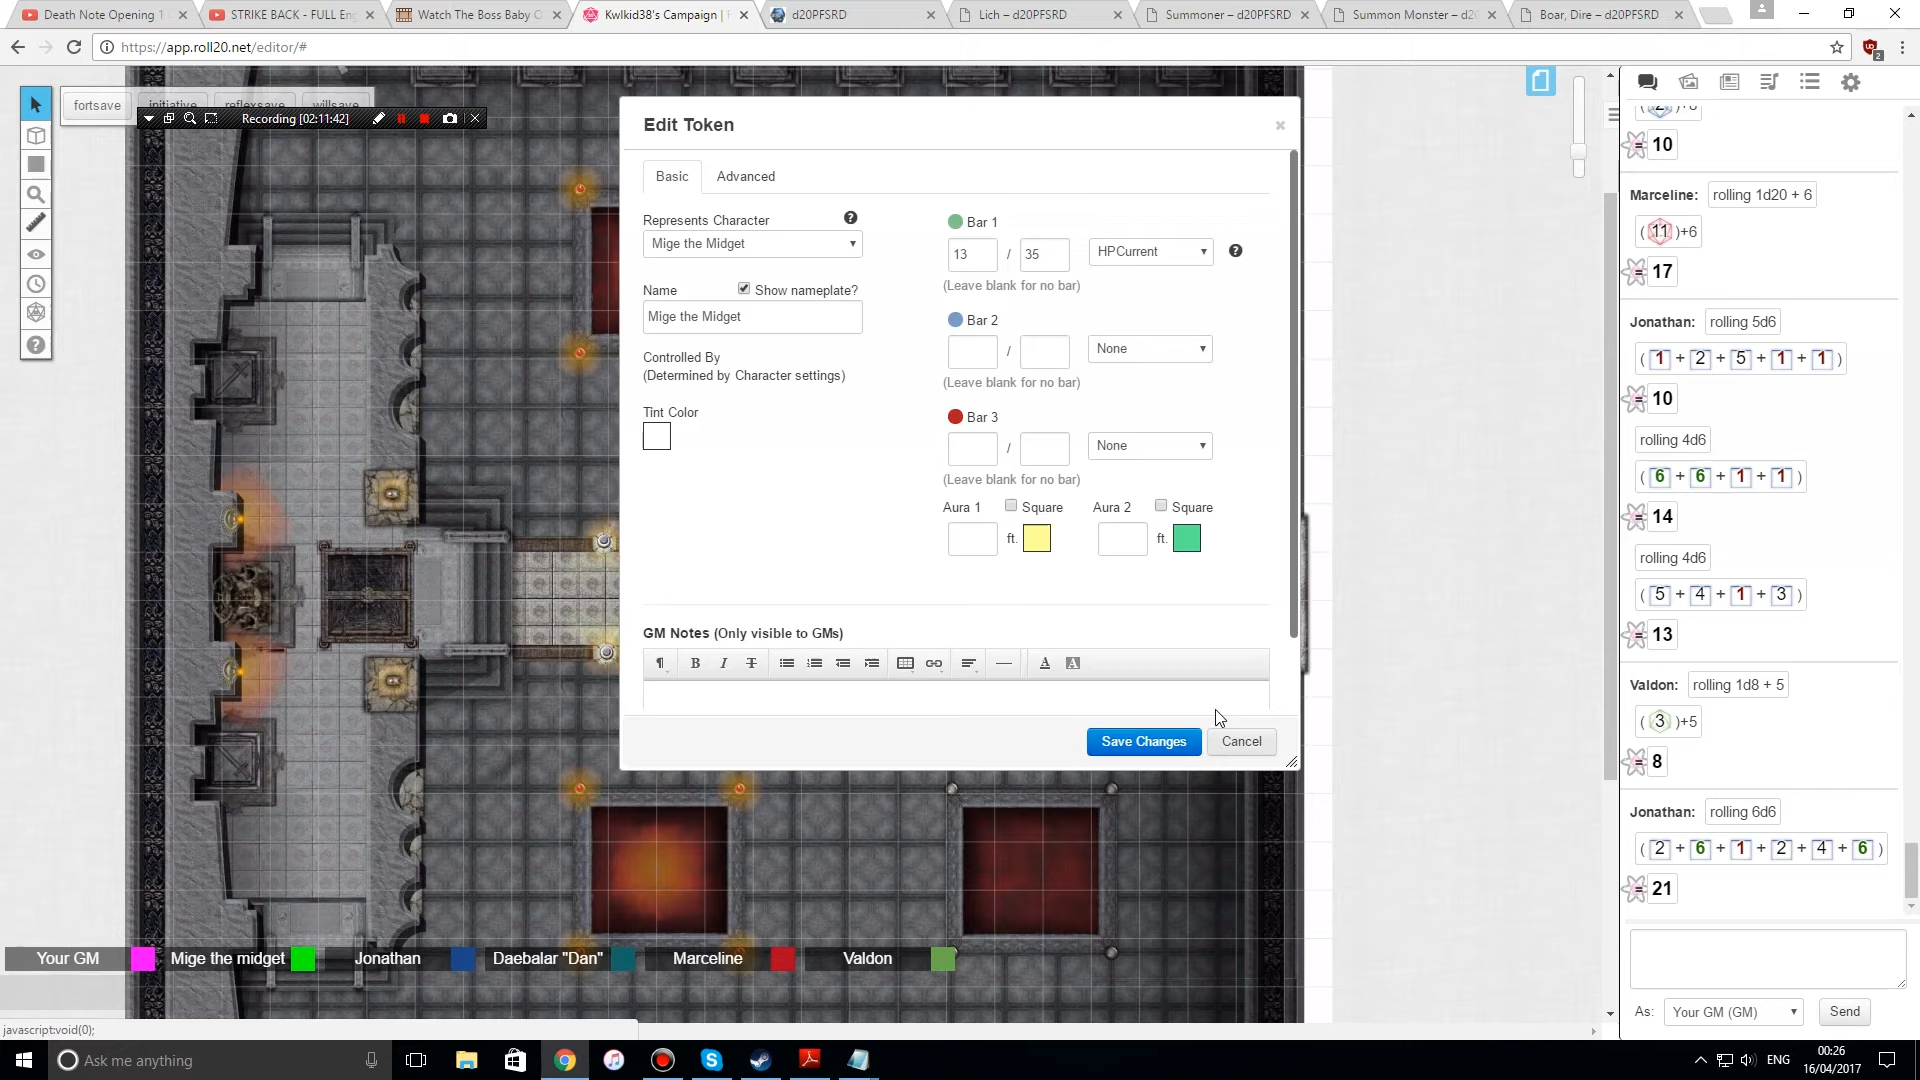 Death Note Opening 1
STRIKE BACK - FULL En
Watch The Boss Baby O
Kwlkid38's Campaign |
d20PFSRD
Lich – d20PFSRD
Summoner – d20PFSRD
Summon Monster – d2
Boar, Dire – d20PFSRD
https://app.roll20.net/editor/#
2
fortsave
initiative
reflexsave
willsave
Recording [02:11:42]
Edit Token
Basic
Advanced
Represents Character
Mige the Midget
Name
Show nameplate?
Mige the Midget
Controlled By
(Determined by Character settings)
Tint Color
Bar 1
13 / 35
HPCurrent
(Leave blank for no bar)
Bar 2
/
None
(Leave blank for no bar)
Bar 3
/
None
(Leave blank for no bar)
Aura 1
Square
Aura 2
Square
ft.
ft.
GM Notes (Only visible to GMs)
Save Changes
Cancel
10
Marceline: rolling 1d20 + 6
(11)+6
= 17
Jonathan: rolling 5d6
(1+2+5+1+1)
= 10
rolling 4d6
(6+6+1+1)
= 14
rolling 4d6
(5+4+1+3)
= 13
Valdon: rolling 1d8 + 5
(3)+5
= 8
Jonathan: rolling 6d6
(2+6+1+2+4+6)
= 21
As: Your GM (GM)
Send
Your GM
Mige the midget
Jonathan
Daebalar "Dan"
Marceline
Valdon
javascript:void(0);
Ask me anything
ENG
00:26
16/04/2017